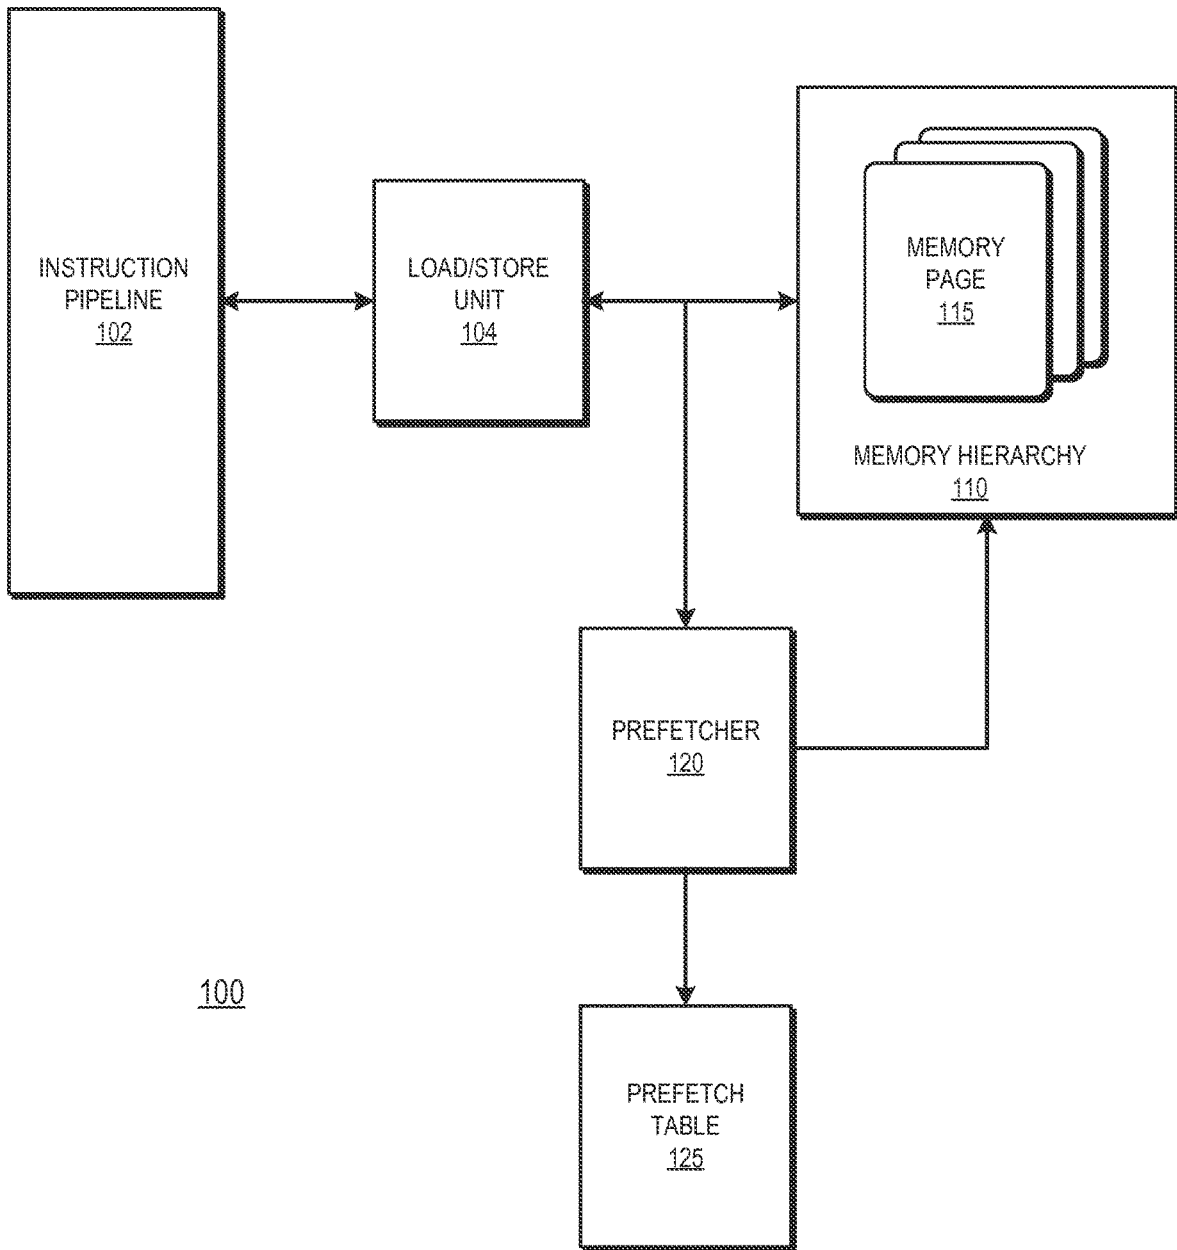 INSTRUCTION
PIPELINE
102
LOAD/STORE
UNIT
104
MEMORY
PAGE
115
MEMORY HIERARCHY
110
PREFETCHER
120
100
PREFETCH
TABLE
125